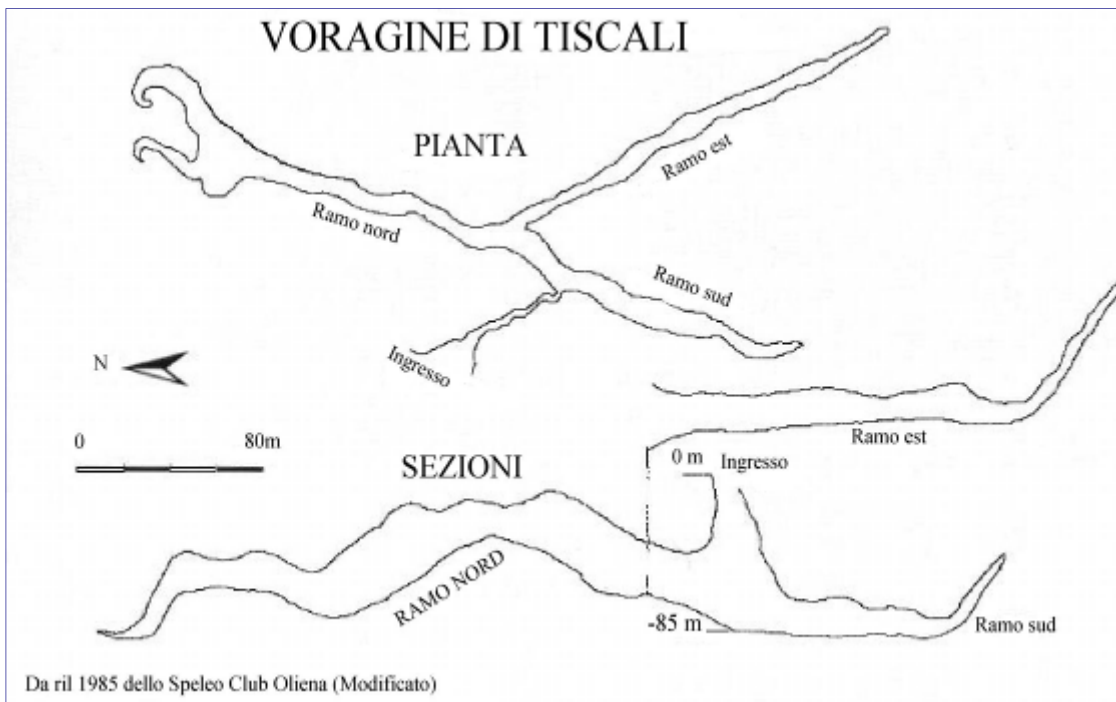 VORAGINE DI TISCALI
PIANTA
Ramo est
Ramo nord
Ramo sud
Ingresso
N
0 80m
Ramo est
SEZIONI
0 m Ingresso
RAMO NORD
-85 m
Ramo sud
Da ril 1985 dello Speleo Club Oliena (Modificato)